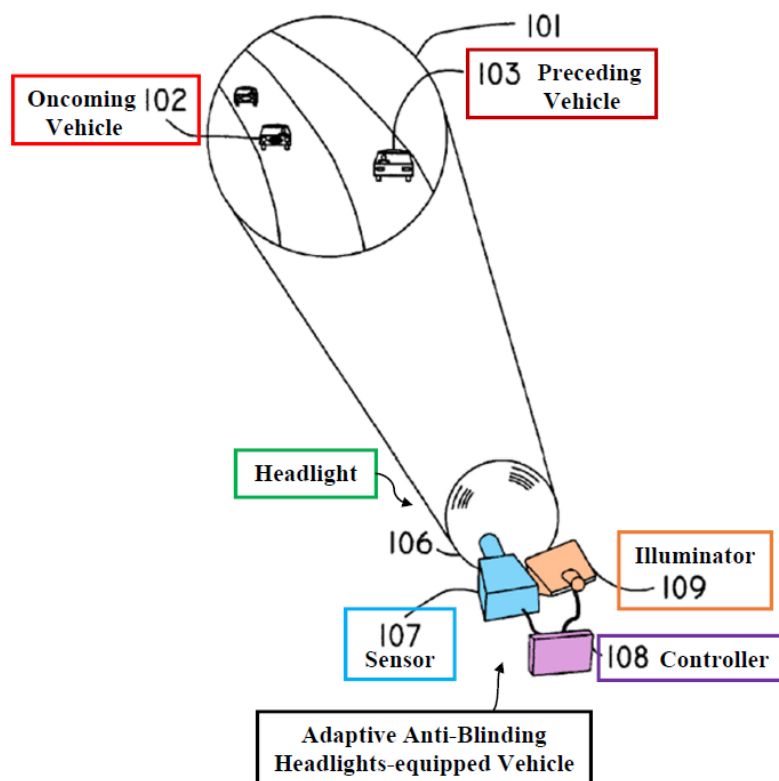 101
103 Preceding
Vehicle
Oncoming 102
Vehicle
Headlight
106
Illuminator
109
107
Sensor
108 Controller
Adaptive Anti-Blinding
Headlights-equipped Vehicle